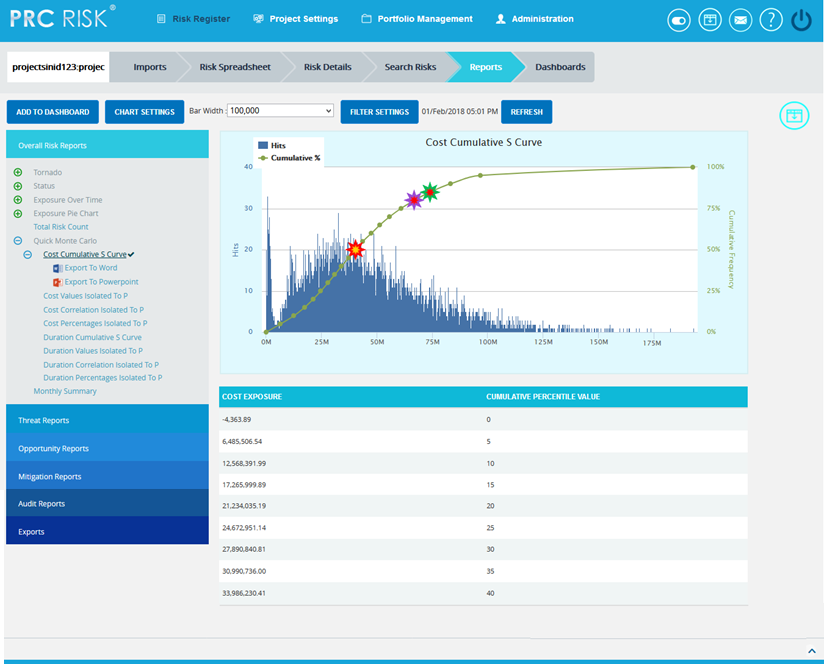 PRC RISK®
Risk Register
Project Settings
Portfolio Management
Administration
?
projectsinid123:projec
Imports
Risk Spreadsheet
Risk Details
Search Risks
Reports
Dashboards
ADD TO DASHBOARD
CHART SETTINGS
Bar Width : 100,000
FILTER SETTINGS
01/Feb/2018 05:01 PM
REFRESH
Overall Risk Reports
Tornado
Status
Exposure Over Time
Exposure Pie Chart
Total Risk Count
Quick Monte Carlo
Cost Cumulative S Curve
Export To Word
Export To Powerpoint
Cost Values Isolated To P
Cost Correlation Isolated To P
Cost Percentages Isolated To P
Duration Cumulative S Curve
Duration Values Isolated To P
Duration Correlation Isolated To P
Duration Percentages Isolated To P
Monthly Summary
Threat Reports
Opportunity Reports
Mitigation Reports
Audit Reports
Exports
Cost Cumulative S Curve
Hits
Cumulative %
40
30
20
10
0
Hits
100%
75%
50%
25%
0%
Cumulative Frequency
0M 25M 50M 75M 100M 125M 150M 175M
COST EXPOSURE CUMULATIVE PERCENTILE VALUE
-4,363.89 0
6,485,506.54 5
12,568,391.99 10
17,265,999.89 15
21,234,035.19 20
24,672,951.14 25
27,890,840.81 30
30,990,736.00 35
33,986,230.41 40